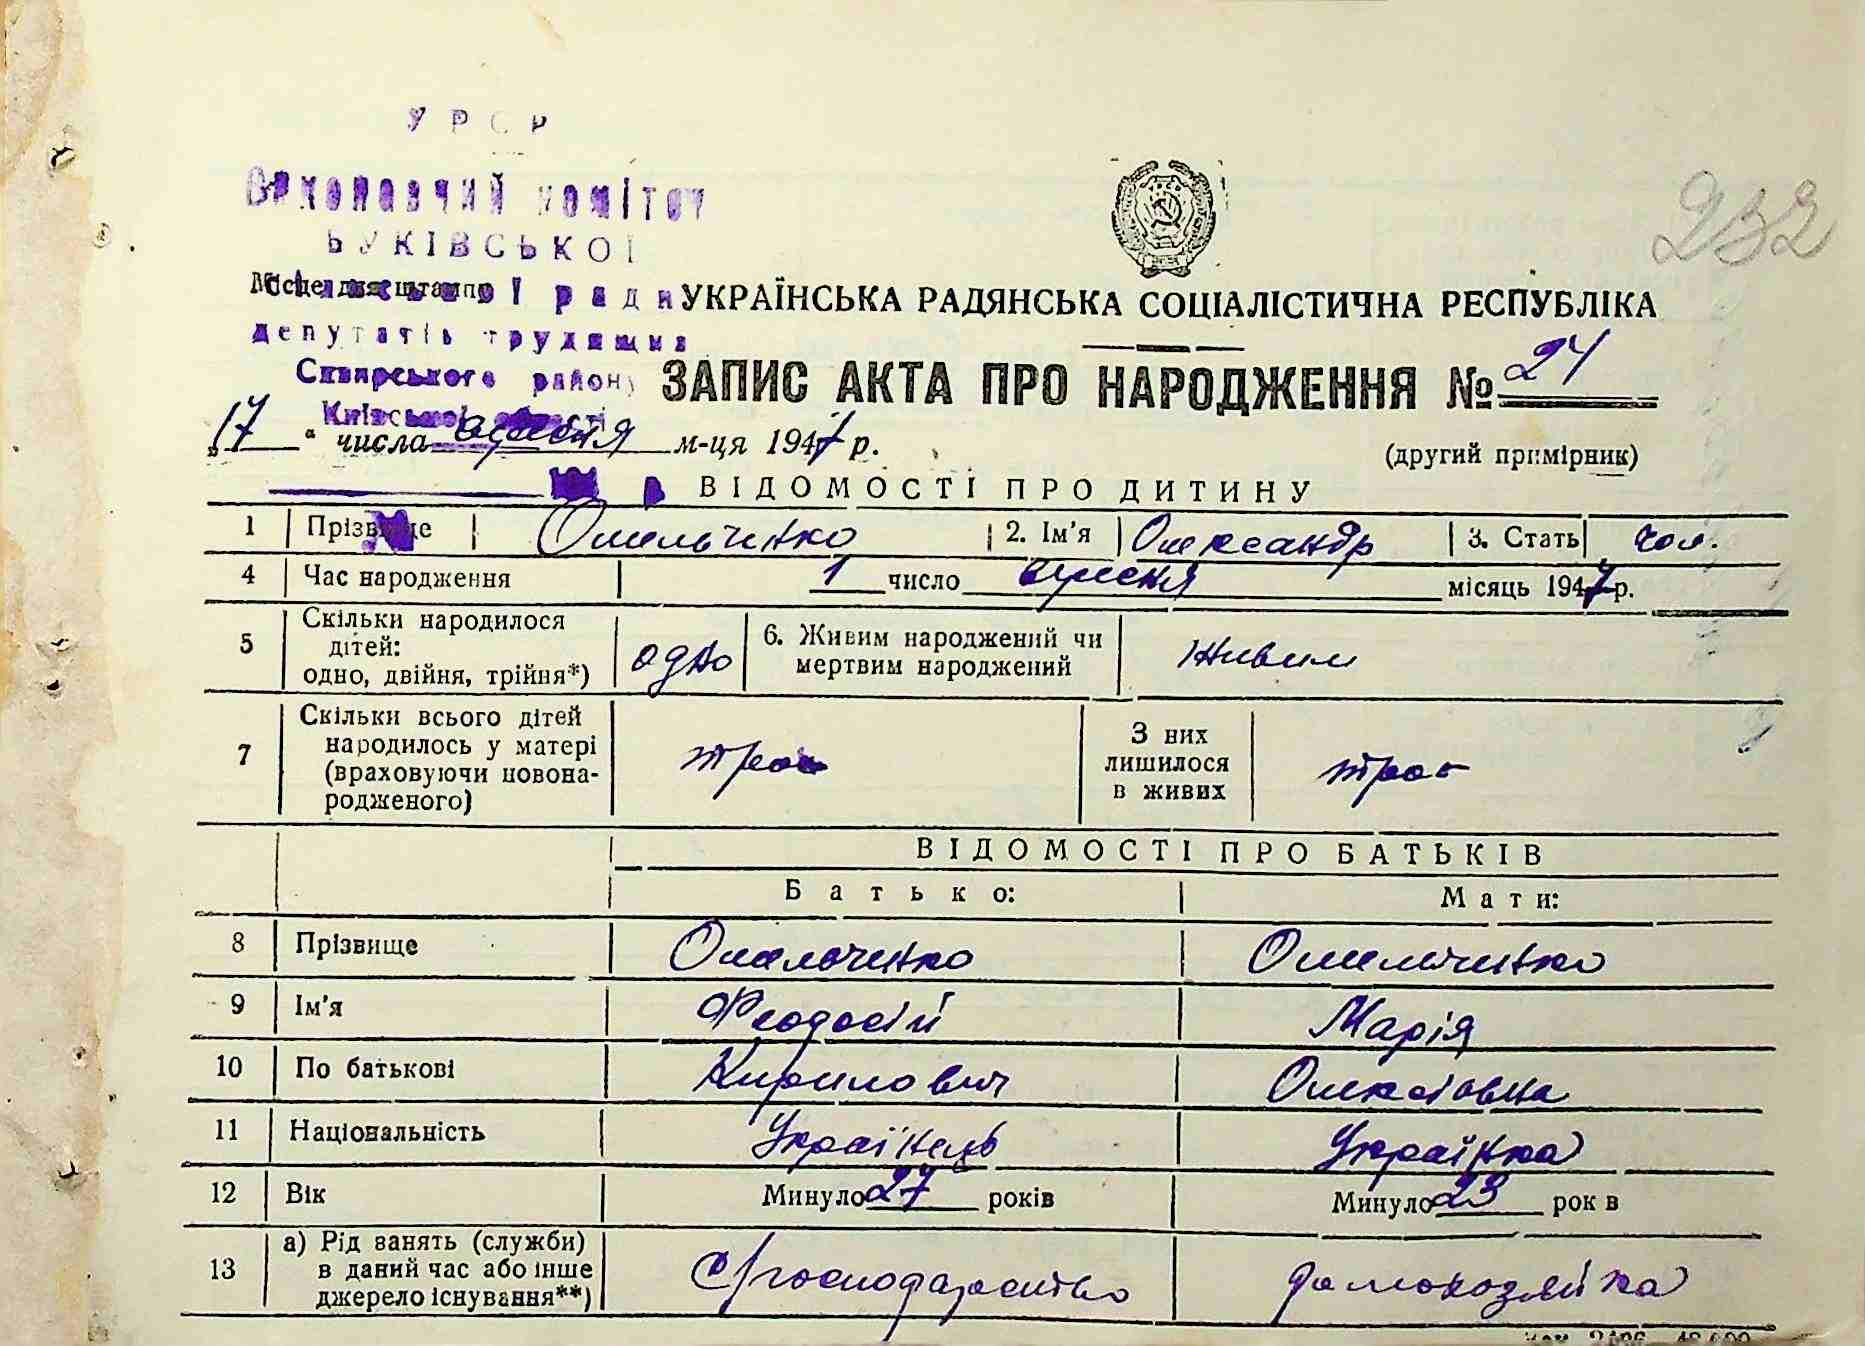 УРСР
232
Виконавчий комітет
БУКІВСЬКОЇ
Місце для штампу
ради
УКРАЇНСЬКА РАДЯНСЬКА СОЦІАЛІСТИЧНА РЕСПУБЛІКА
депутатів трудящих
Сквирського району
ЗАПИС АКТА ПРО НАРОДЖЕННЯ № 24
Київської області
„17“ числа вересня м-ця 1947 р.
(другий примірник)
ВІДОМОСТІ ПРО ДИТИНУ
1 Прізвище Омельченко 2. Ім'я Олександр 3. Стать чол.
4 Час народження 1 число вересня місяць 1947 р.
5 Скільки народилося дітей: одно, двійня, трійня*) одно 6. Живим народжений чи мертвим народжений Живим
7 Скільки всього дітей народилось у матері (враховуючи новонародженого) троє З них лишилося в живих троє
ВІДОМОСТІ ПРО БАТЬКІВ
Батько: Мати:
8 Прізвище Омельченко Омельченко
9 Ім'я Феодосій Марія
10 По батькові Кирилович Олексіовна
11 Національність Українець Українка
12 Вік Минуло 27 років Минуло 23 рок в
13 а) Рід занять (служби) в даний час або інше джерело існування**) с/господарство домохозяйка